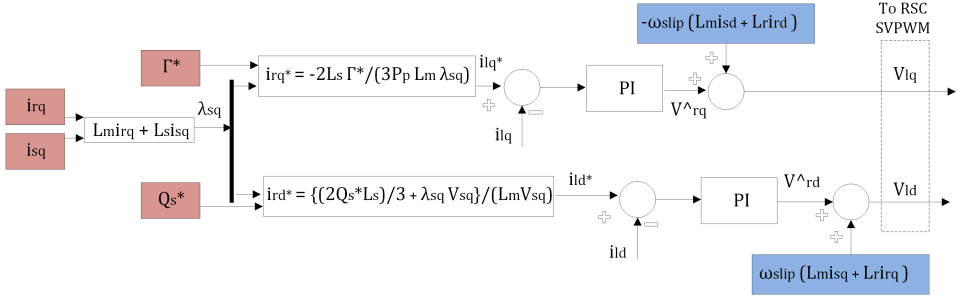 -ωslip (Lmisd + Lrird )
To RSC
SVPWM
Γ*
irq* = -2Ls Γ*/(3Pp Lm λsq)
ilq*
PI
V^rq
Vlq
irq
isq
Lmirq + Lsisq
λsq
ilq
Qs*
ird* = {(2Qs*Ls)/3 + λsq Vsq}/(LmVsq)
ild*
PI
V^rd
Vld
ild
ωslip (Lmisq + Lrirq )